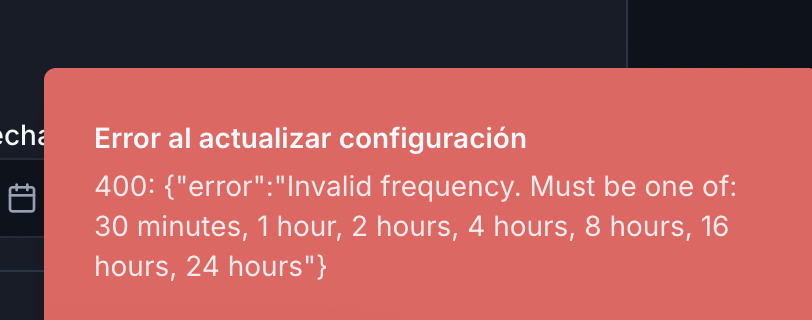 echa
Error al actualizar configuración
400: {"error":"Invalid frequency. Must be one of:
30 minutes, 1 hour, 2 hours, 4 hours, 8 hours, 16
hours, 24 hours"}